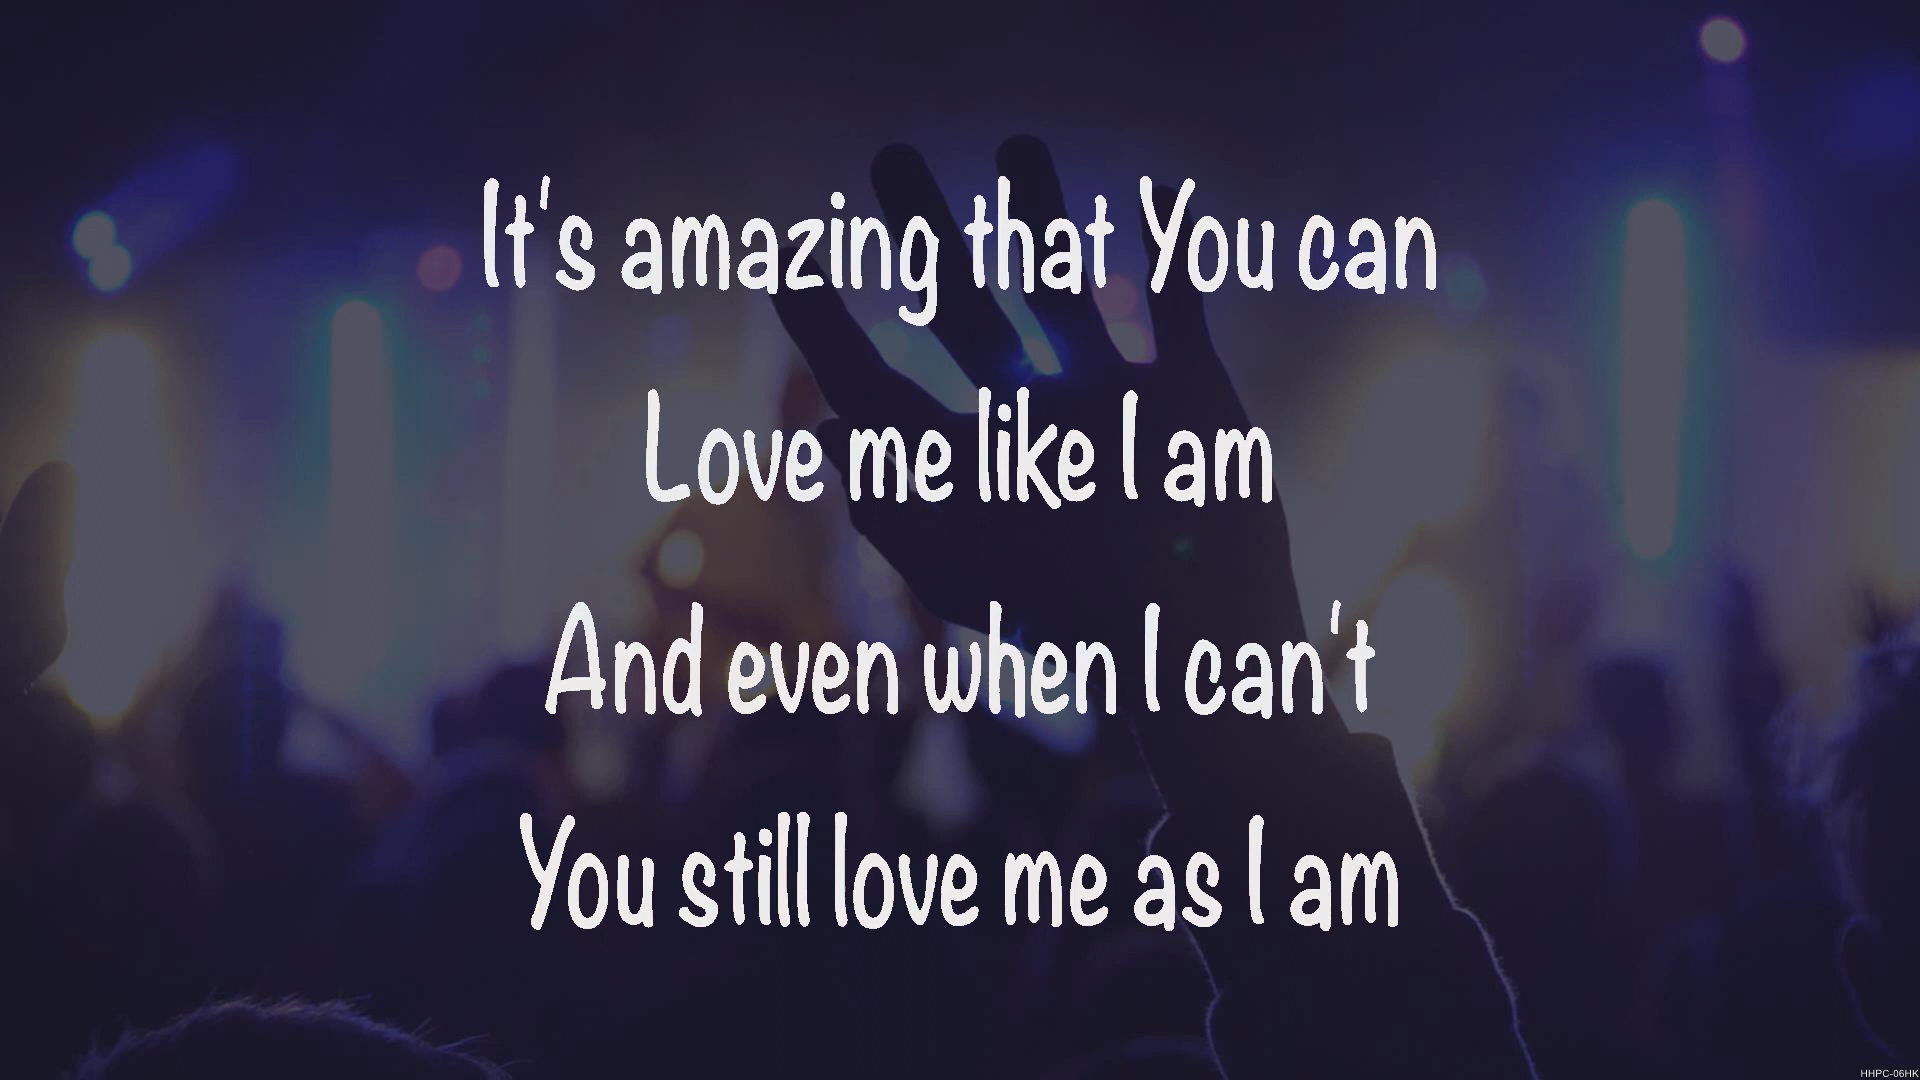 It's amazing that You can
Love me like I am
And even when I can't
You still love me as I am
HHPC-06HK